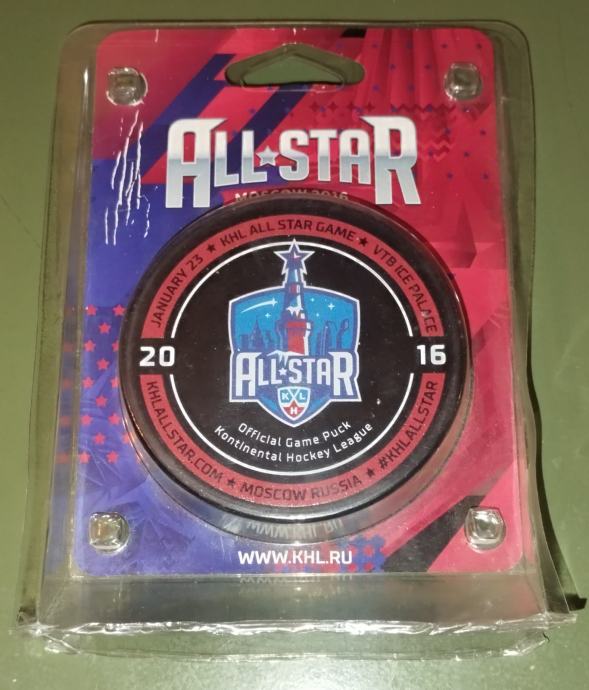 ALL★STAR
MOSCOW 2016
JANUARY 23 ★ KHL ALL STAR GAME ★ VTB ICE PALACE
20
16
ALL★STAR
KHL
Official Game Puck
Kontinental Hockey League
KHLALLSTAR.COM ★ MOSCOW RUSSIA ★ #KHLALLSTAR
WWW.KHL.RU